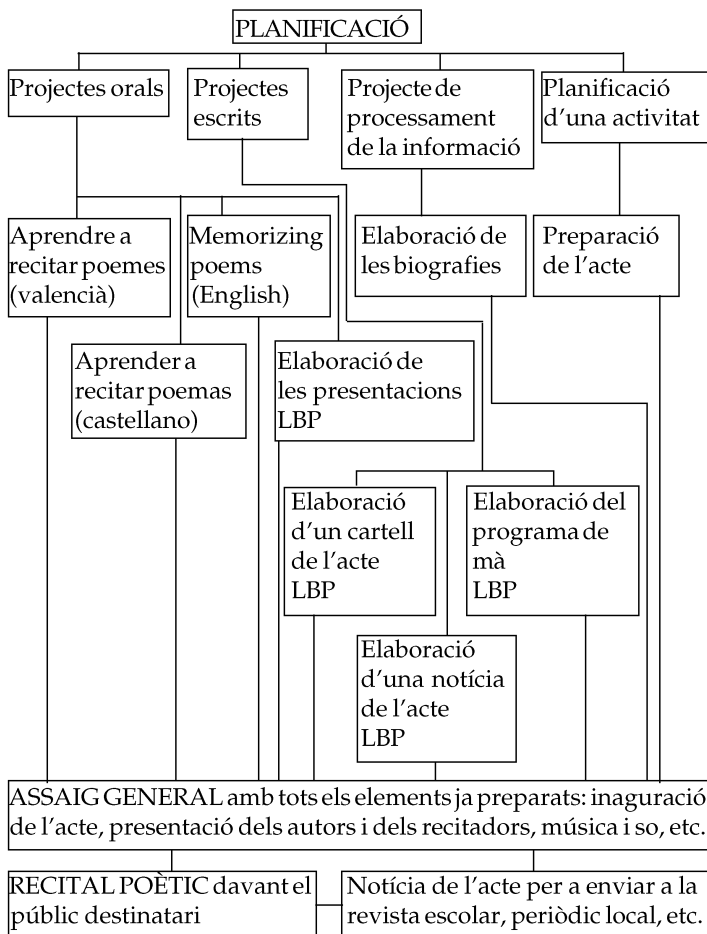 PLANIFICACIÓ
Projectes orals
Projectes
escrits
Projecte de
processament
de la informació
Planificació
d'una activitat
Aprendre a
recitar poemes
(valencià)
Memorizing
poems
(English)
Elaboració de
les biografies
Preparació
de l'acte
Aprender a
recitar poemas
(castellano)
Elaboració de
les presentacions
LBP
Elaboració
d'un cartell
de l'acte
LBP
Elaboració del
programa de
mà
LBP
Elaboració
d'una notícia
de l'acte
LBP
ASSAIG GENERAL amb tots els elements ja preparats: inaguració
de l'acte, presentació dels autors i dels recitadors, música i so, etc.
RECITAL POÈTIC davant el
públic destinatari
Notícia de l'acte per a enviar a la
revista escolar, periòdic local, etc.